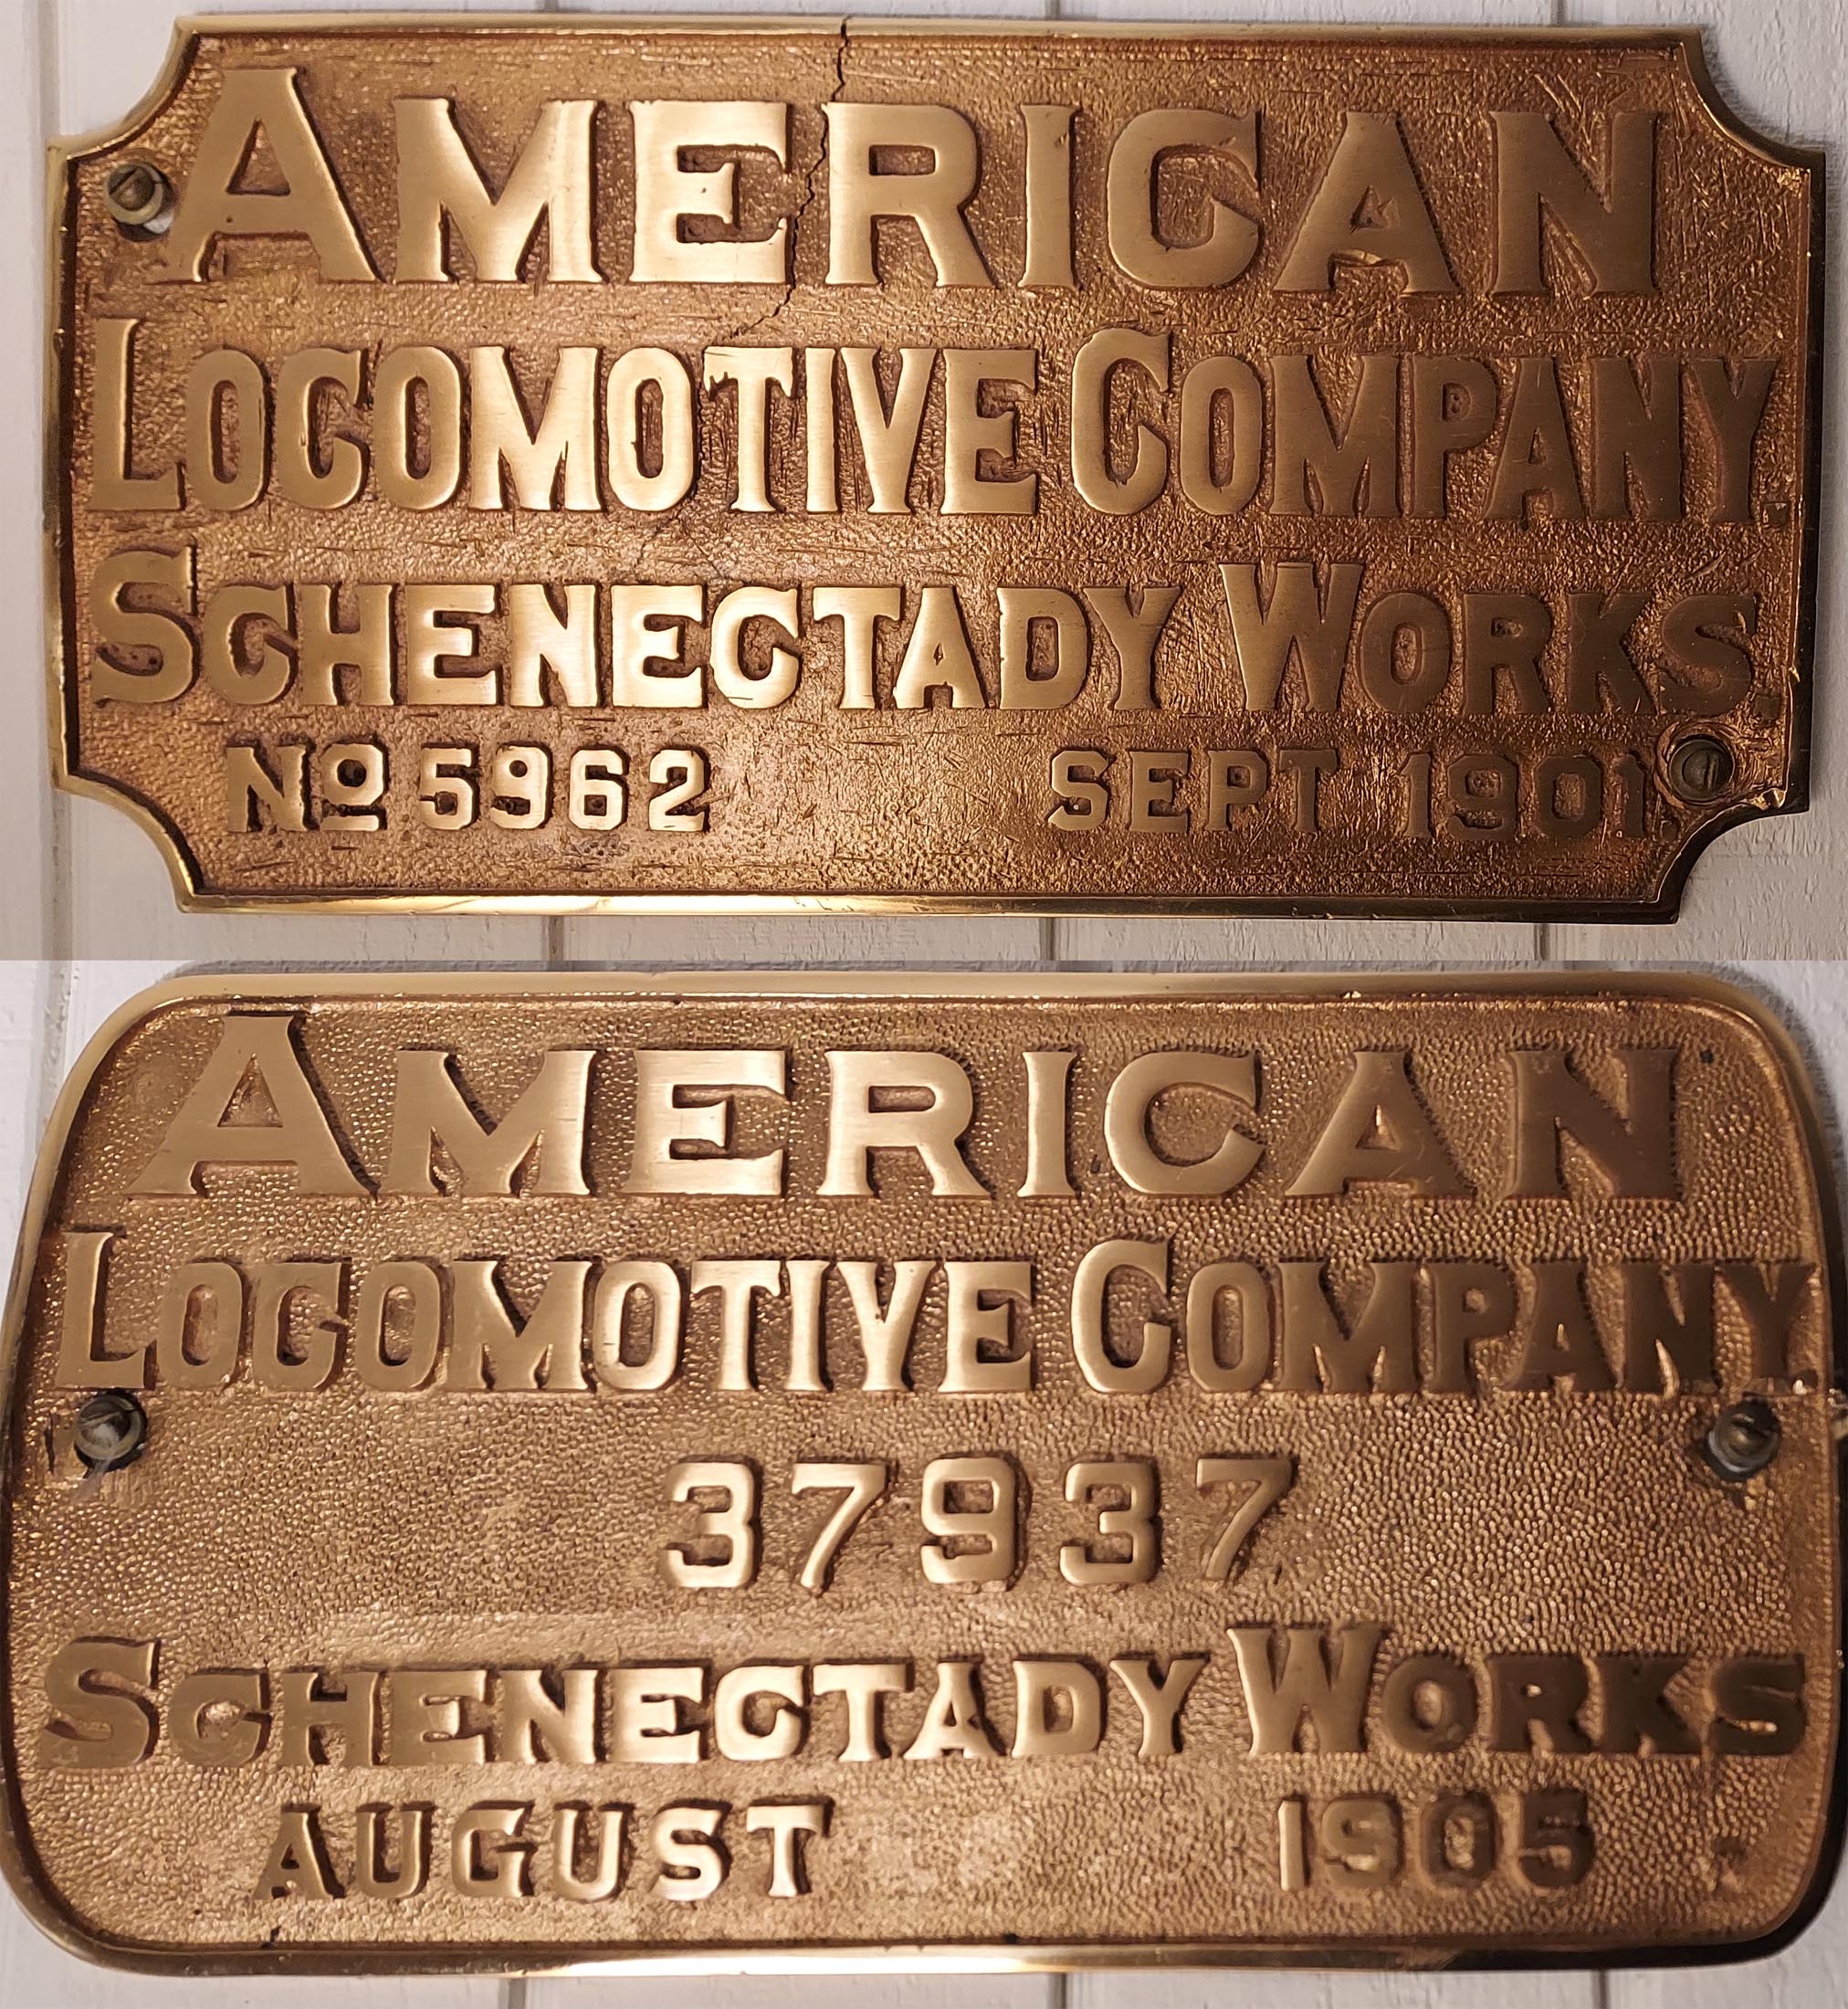 AMERICAN
LOCOMOTIVE COMPANY.
SCHENECTADY WORKS.
No 5962 SEPT 1901.
AMERICAN
LOCOMOTIVE COMPANY.
37937
SCHENECTADY WORKS
AUGUST 1905